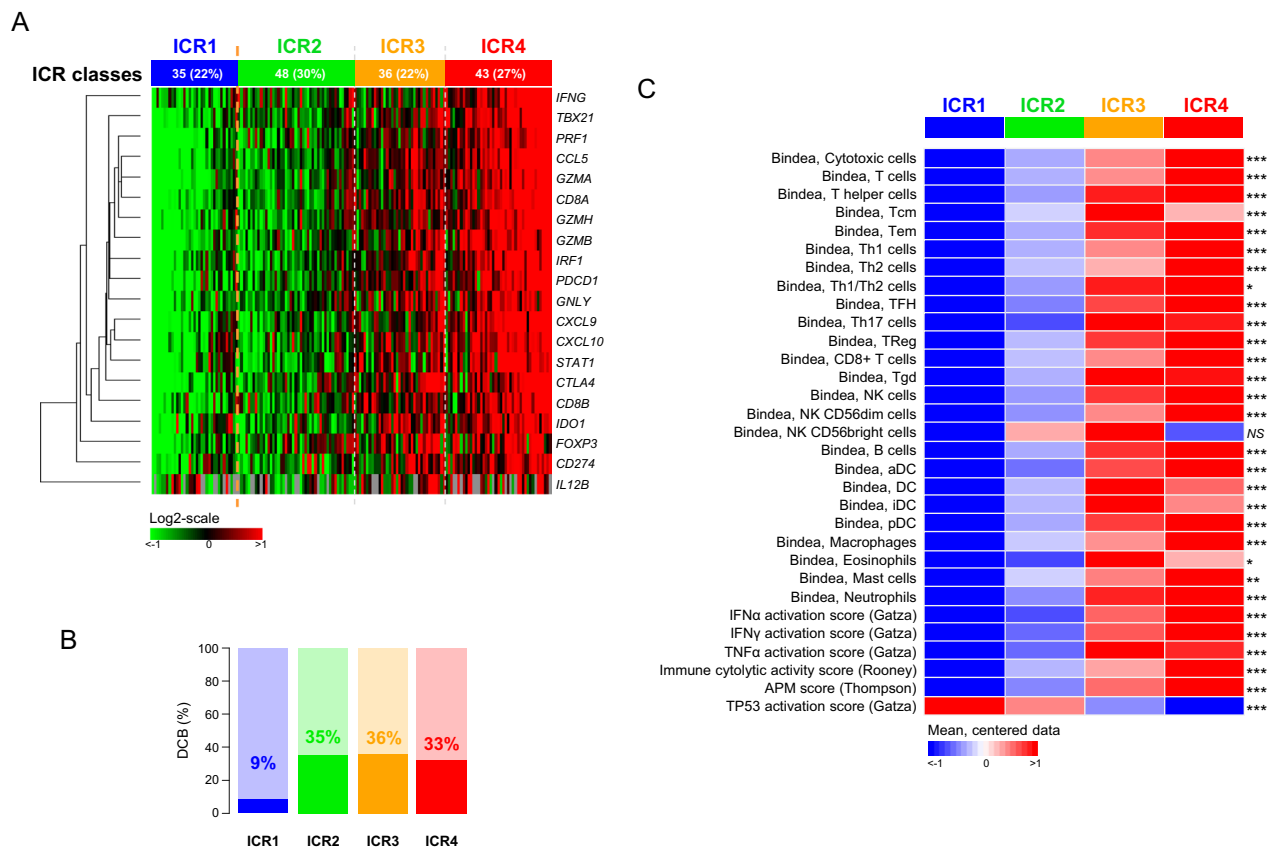 A
ICR1 ICR2 ICR3 ICR4
ICR classes 35 (22%) 48 (30%) 36 (22%) 43 (27%)
IFNG
TBX21
PRF1
CCL5
GZMA
CD8A
GZMH
GZMB
IRF1
PDCD1
GNLY
CXCL9
CXCL10
STAT1
CTLA4
CD8B
IDO1
FOXP3
CD274
IL12B
Log2-scale
<-1 0 >1
B
DCB (%)
100
80
60
40
20
0
9% 35% 36% 33%
ICR1 ICR2 ICR3 ICR4
C
ICR1 ICR2 ICR3 ICR4
Bindea, Cytotoxic cells ***
Bindea, T cells ***
Bindea, T helper cells ***
Bindea, Tcm ***
Bindea, Tem ***
Bindea, Th1 cells ***
Bindea, Th2 cells ***
Bindea, Th1/Th2 cells *
Bindea, TFH ***
Bindea, Th17 cells ***
Bindea, TReg ***
Bindea, CD8+ T cells ***
Bindea, Tgd ***
Bindea, NK cells ***
Bindea, NK CD56dim cells ***
Bindea, NK CD56bright cells NS
Bindea, B cells ***
Bindea, aDC ***
Bindea, DC ***
Bindea, iDC ***
Bindea, pDC ***
Bindea, Macrophages ***
Bindea, Eosinophils *
Bindea, Mast cells **
Bindea, Neutrophils ***
IFNα activation score (Gatza) ***
IFNγ activation score (Gatza) ***
TNFα activation score (Gatza) ***
Immune cytolytic activity score (Rooney) ***
APM score (Thompson) ***
TP53 activation score (Gatza) ***
Mean, centered data
<-1 0 >1